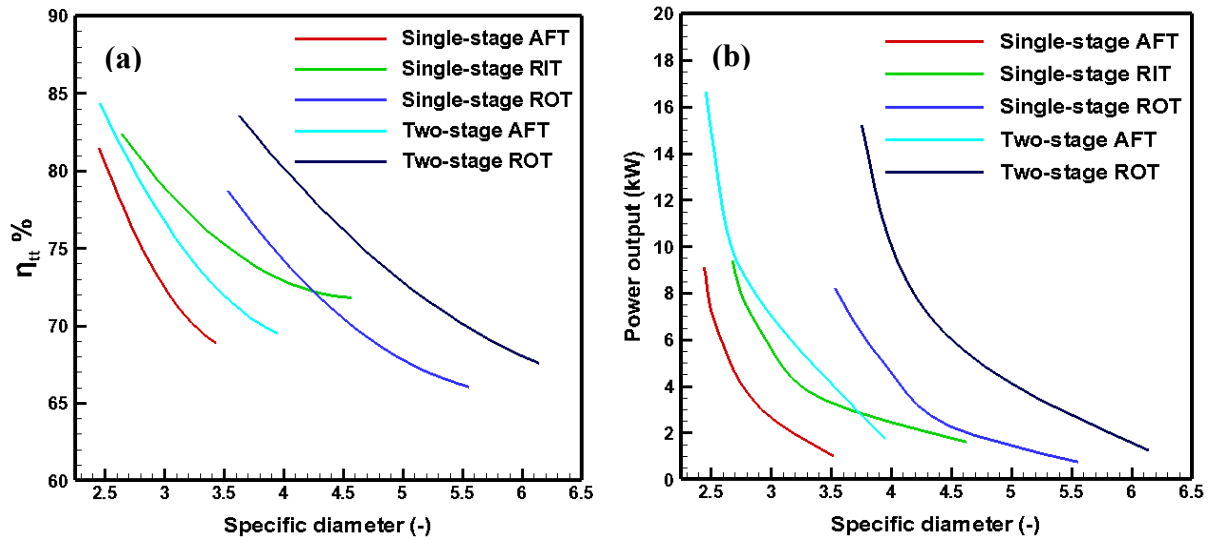 (a)
Single-stage AFT
Single-stage RIT
Single-stage ROT
Two-stage AFT
Two-stage ROT
90
85
80
75
70
65
60
ηtt %
2.5 3 3.5 4 4.5 5 5.5 6 6.5
Specific diameter (-)
(b)
Single-stage AFT
Single-stage RIT
Single-stage ROT
Two-stage AFT
Two-stage ROT
20
18
16
14
12
10
8
6
4
2
0
Power output (kW)
2.5 3 3.5 4 4.5 5 5.5 6 6.5
Specific diameter (-)